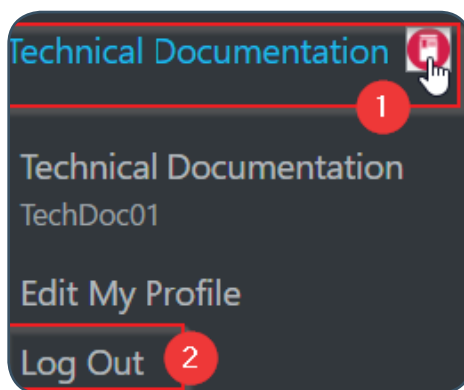 Technical Documentation
1
Technical Documentation
TechDoc01
Edit My Profile
Log Out 2